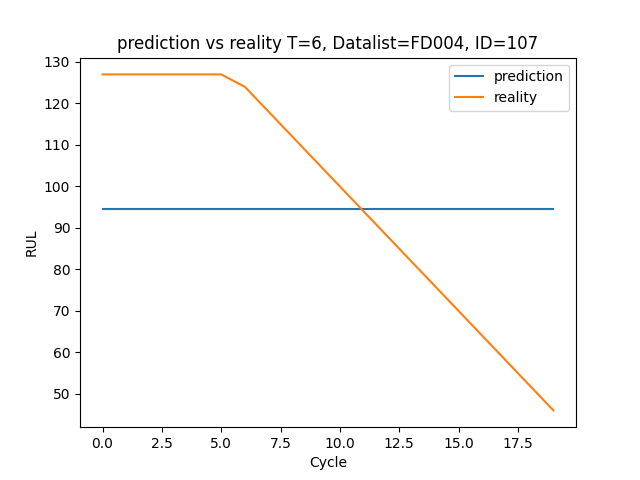 prediction vs reality T=6, Datalist=FD004, ID=107
prediction
reality
130
120
110
100
90
80
70
60
50
RUL
0.0 2.5 5.0 7.5 10.0 12.5 15.0 17.5
Cycle